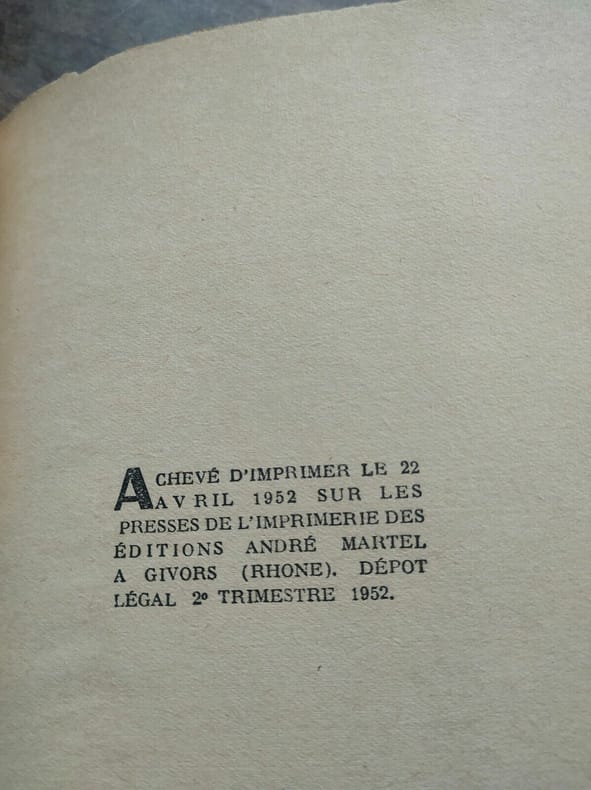 ACHEVÉ D'IMPRIMER LE 22
AVRIL 1952 SUR LES
PRESSES DE L'IMPRIMERIE DES
ÉDITIONS ANDRÉ MARTEL
A GIVORS (RHONE). DÉPOT
LÉGAL 2º TRIMESTRE 1952.